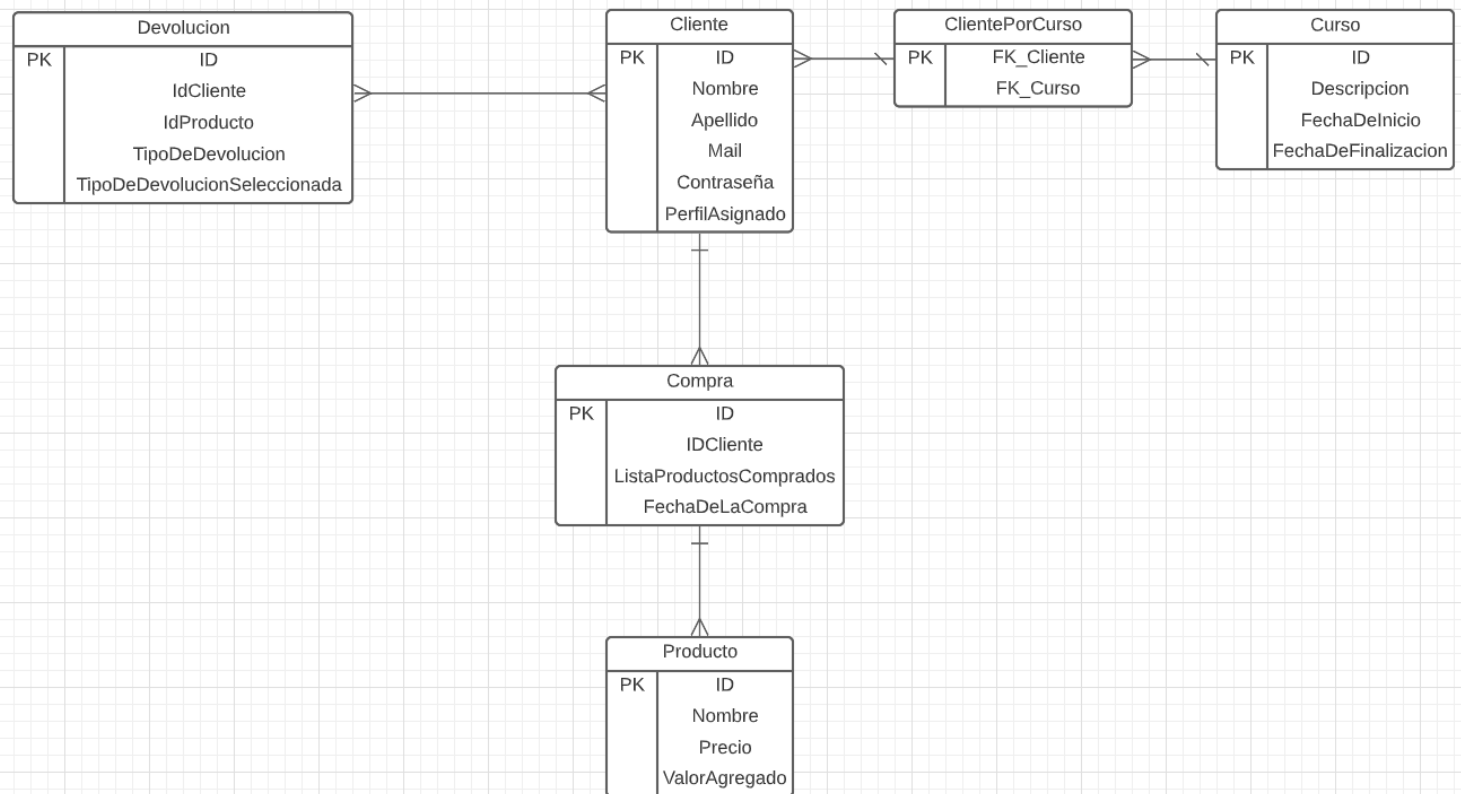 Devolucion
PK ID
IdCliente
IdProducto
TipoDeDevolucion
TipoDeDevolucionSeleccionada
Cliente
PK ID
Nombre
Apellido
Mail
Contraseña
PerfilAsignado
ClientePorCurso
PK FK_Cliente
FK_Curso
Curso
PK ID
Descripcion
FechaDeInicio
FechaDeFinalizacion
Compra
PK ID
IDCliente
ListaProductosComprados
FechaDeLaCompra
Producto
PK ID
Nombre
Precio
ValorAgregado